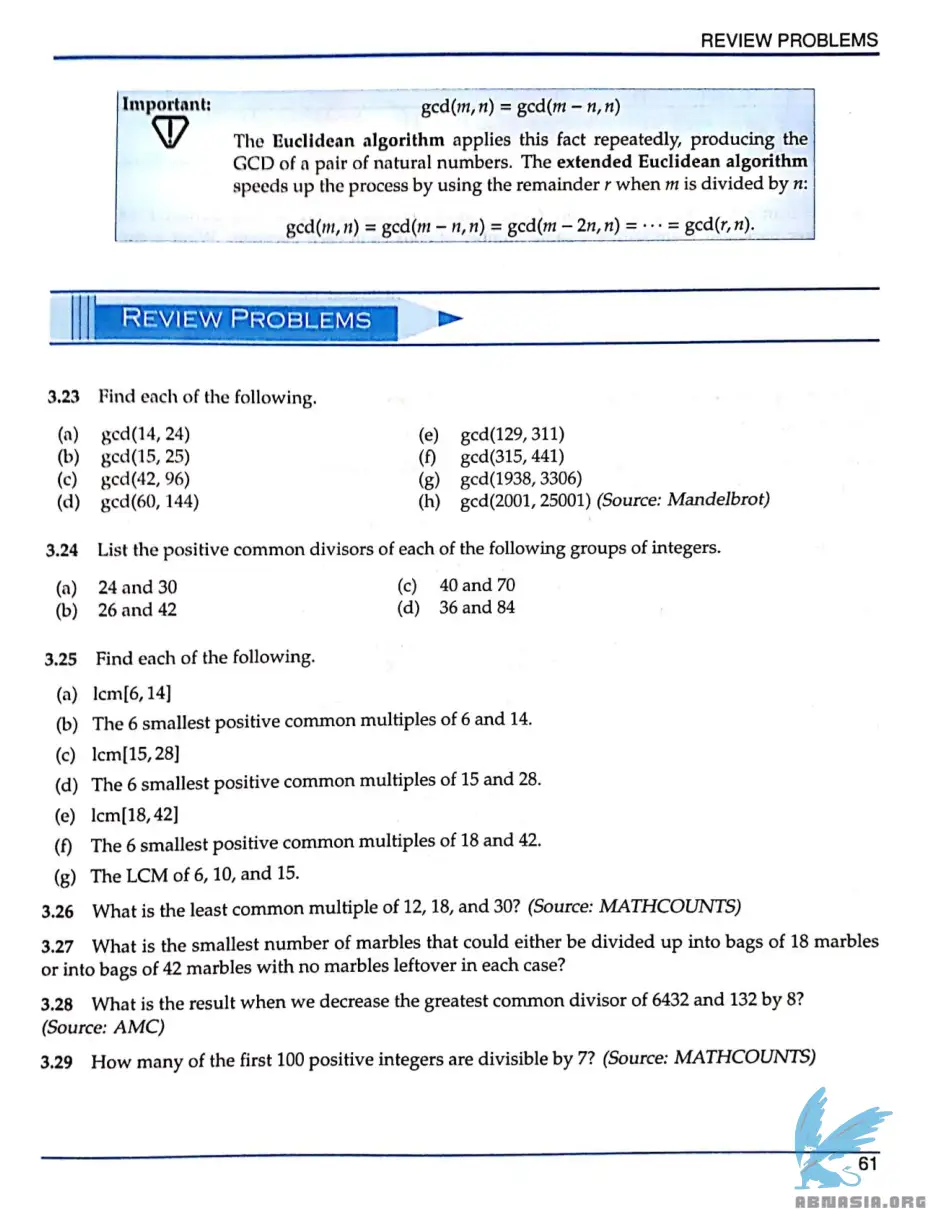 REVIEW PROBLEMS
Important:
gcd(m, n) = gcd(m − n, n)
The Euclidean algorithm applies this fact repeatedly, producing the
GCD of a pair of natural numbers. The extended Euclidean algorithm
speeds up the process by using the remainder r when m is divided by n:
gcd(m, n) = gcd(m − n, n) = gcd(m − 2n, n) = ⋯ = gcd(r, n).
REVIEW PROBLEMS
3.23 Find each of the following.
(a) gcd(14, 24)
(b) gcd(15, 25)
(c) gcd(42, 96)
(d) gcd(60, 144)
(e) gcd(129, 311)
(f) gcd(315, 441)
(g) gcd(1938, 3306)
(h) gcd(2001, 25001) (Source: Mandelbrot)
3.24 List the positive common divisors of each of the following groups of integers.
(a) 24 and 30
(b) 26 and 42
(c) 40 and 70
(d) 36 and 84
3.25 Find each of the following.
(a) lcm[6, 14]
(b) The 6 smallest positive common multiples of 6 and 14.
(c) lcm[15, 28]
(d) The 6 smallest positive common multiples of 15 and 28.
(e) lcm[18, 42]
(f) The 6 smallest positive common multiples of 18 and 42.
(g) The LCM of 6, 10, and 15.
3.26 What is the least common multiple of 12, 18, and 30? (Source: MATHCOUNTS)
3.27 What is the smallest number of marbles that could either be divided up into bags of 18 marbles
or into bags of 42 marbles with no marbles leftover in each case?
3.28 What is the result when we decrease the greatest common divisor of 6432 and 132 by 8?
(Source: AMC)
3.29 How many of the first 100 positive integers are divisible by 7? (Source: MATHCOUNTS)
61
ABNASIA.ORG